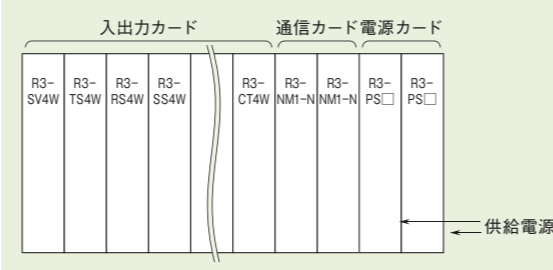 入出力カード 通信カード 電源カード
R3-
SV4W
R3-
TS4W
R3-
RS4W
R3-
SS4W
R3-
CT4W
R3-
NM1-N
R3-
NM1-N
R3-
PS□
R3-
PS□
供給電源